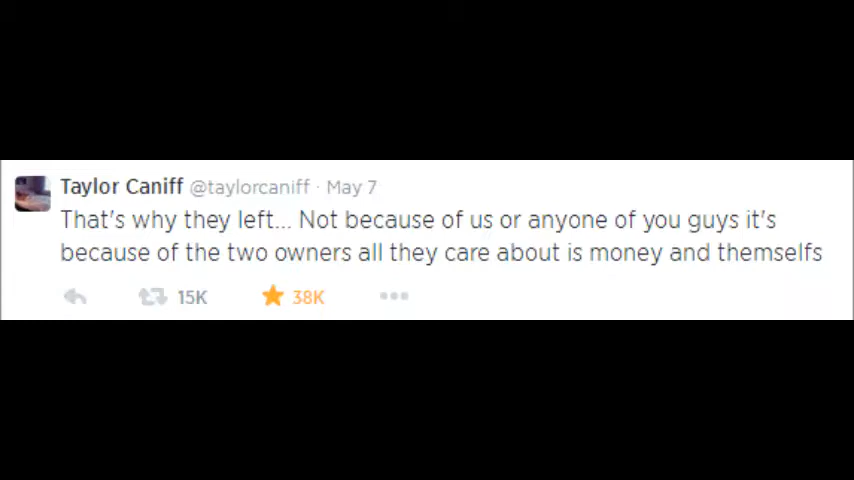 Taylor Caniff @taylorcaniff · May 7
That's why they left... Not because of us or anyone of you guys it's
because of the two owners all they care about is money and themselfs
15K 38K